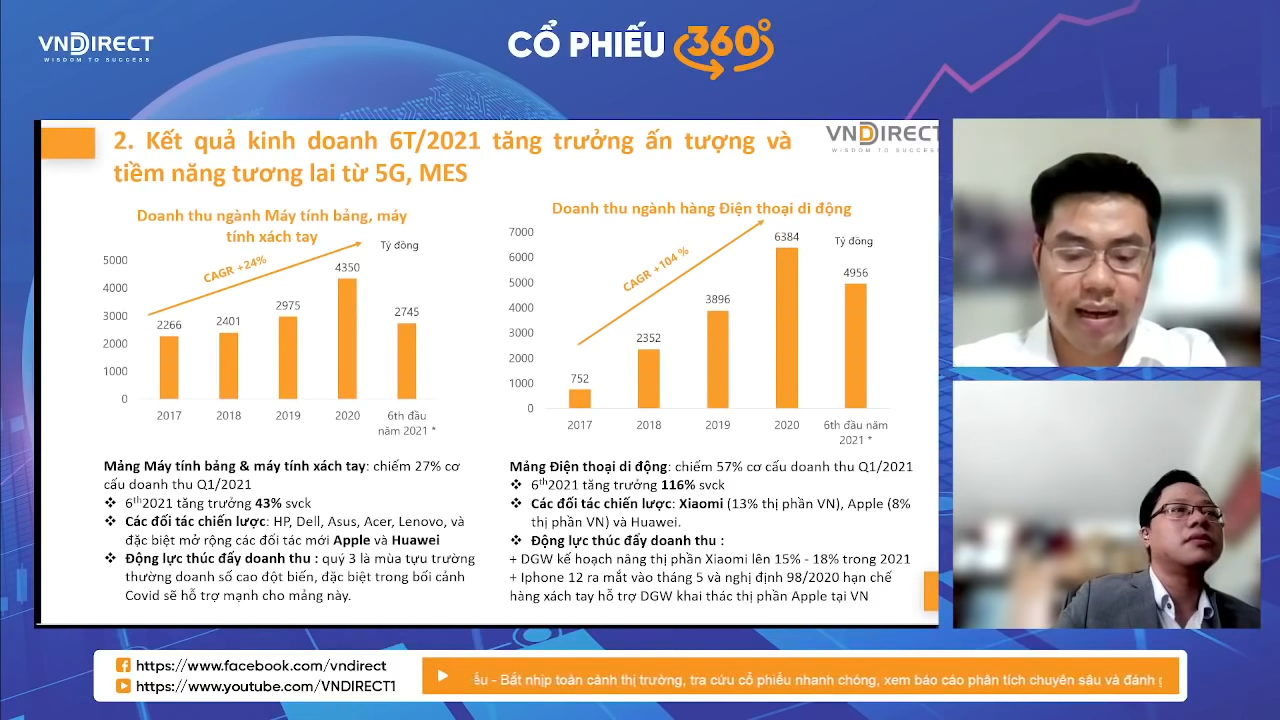 VNDIRECT
WISDOM TO SUCCESS
CỔ PHIẾU 360°
2. Kết quả kinh doanh 6T/2021 tăng trưởng ấn tượng và
tiềm năng tương lai từ 5G, MES
VNDIRECT
WISDOM TO SUCCESS
Doanh thu ngành Máy tính bảng, máy
tính xách tay
Tỷ đồng
CAGR +24%
5000
4000
3000
2000
1000
0
2266
2401
2975
4350
2745
2017
2018
2019
2020
6th đầu
năm 2021 *
Doanh thu ngành hàng Điện thoại di động
Tỷ đồng
CAGR +104 %
7000
6000
5000
4000
3000
2000
1000
0
752
2352
3896
6384
4956
2017
2018
2019
2020
6th đầu năm
2021 *
Mảng Máy tính bảng & máy tính xách tay: chiếm 27% cơ
cấu doanh thu Q1/2021
❖ 6th2021 tăng trưởng 43% svck
❖ Các đối tác chiến lược: HP, Dell, Asus, Acer, Lenovo, và
đặc biệt mở rộng các đối tác mới Apple và Huawei
❖ Động lực thúc đẩy doanh thu : quý 3 là mùa tựu trường
thường doanh số cao đột biến, đặc biệt trong bối cảnh
Covid sẽ hỗ trợ mạnh cho mảng này.
Mảng Điện thoại di động: chiếm 57% cơ cấu doanh thu Q1/2021
❖ 6th2021 tăng trưởng 116% svck
❖ Các đối tác chiến lược: Xiaomi (13% thị phần VN), Apple (8%
thị phần VN) và Huawei.
❖ Động lực thúc đẩy doanh thu :
+ DGW kế hoạch nâng thị phần Xiaomi lên 15% - 18% trong 2021
+ Iphone 12 ra mắt vào tháng 5 và nghị định 98/2020 hạn chế
hàng xách tay hỗ trợ DGW khai thác thị phần Apple tại VN
https://www.facebook.com/vndirect
https://www.youtube.com/VNDIRECT1
- Bắt nhịp toàn cảnh thị trường, tra cứu cổ phiếu nhanh chóng, xem báo cáo phân tích chuyên sâu và đánh